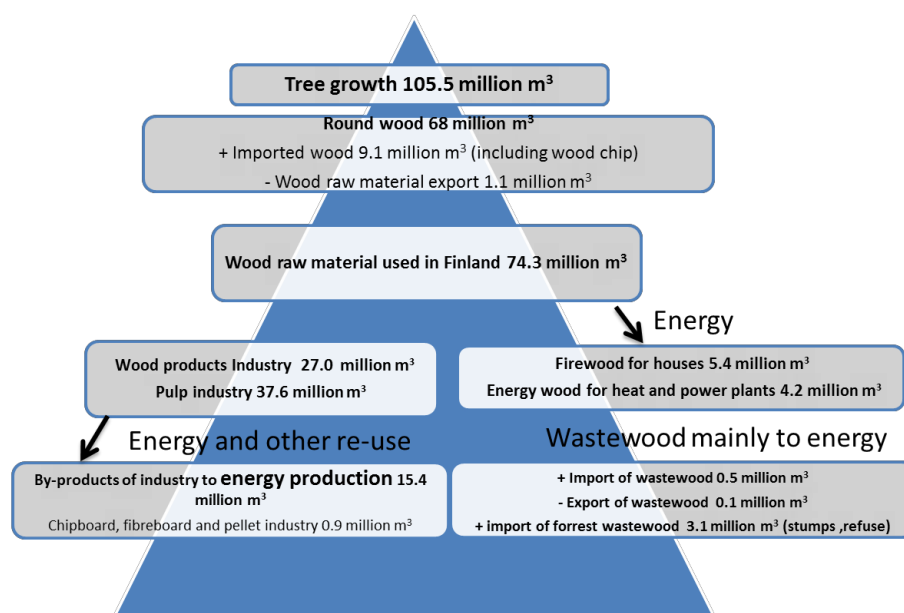 Tree growth 105.5 million m³
Round wood 68 million m³
+ Imported wood 9.1 million m³ (including wood chip)
- Wood raw material export 1.1 million m³
Wood raw material used in Finland 74.3 million m³
Energy
Wood products Industry 27.0 million m³
Pulp industry 37.6 million m³
Firewood for houses 5.4 million m³
Energy wood for heat and power plants 4.2 million m³
Energy and other re-use
Wastewood mainly to energy
By-products of industry to energy production 15.4
million m³
Chipboard, fibreboard and pellet industry 0.9 million m³
+ Import of wastewood 0.5 million m³
- Export of wastewood 0.1 million m³
+ import of forrest wastewood 3.1 million m³ (stumps ,refuse)